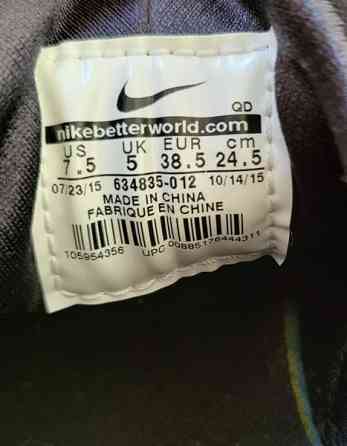 QD
nikebetterworld.com
US UK EUR cm
7.5 5 38.5 24.5
07/23/15 634835-012 10/14/15
MADE IN CHINA
FABRIQUE EN CHINE
105954356 UPC 00885176444311